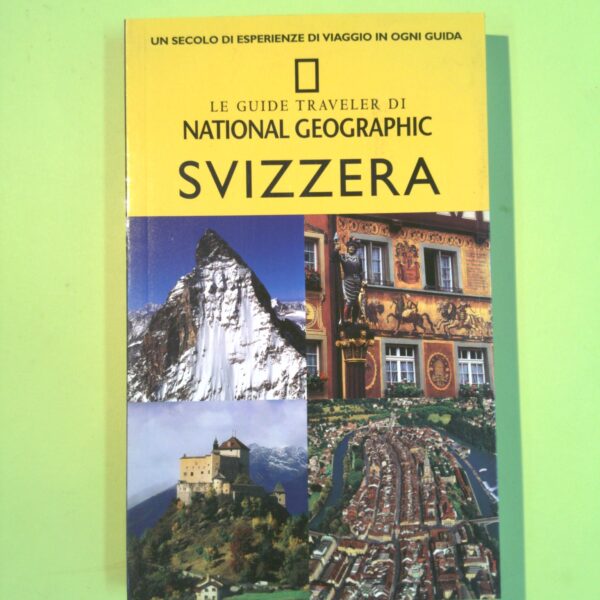 UN SECOLO DI ESPERIENZE DI VIAGGIO IN OGNI GUIDA
LE GUIDE TRAVELER DI
NATIONAL GEOGRAPHIC
SVIZZERA